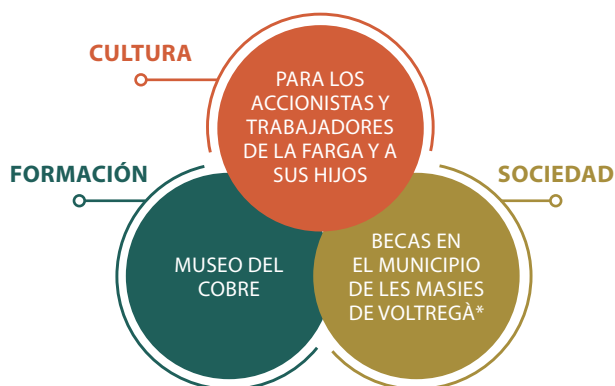 CULTURA
PARA LOS
ACCIONISTAS Y
TRABAJADORES
DE LA FARGA Y A
SUS HIJOS
FORMACIÓN
MUSEO DEL
COBRE
SOCIEDAD
BECAS EN
EL MUNICIPIO
DE LES MASIES
DE VOLTREGÀ*